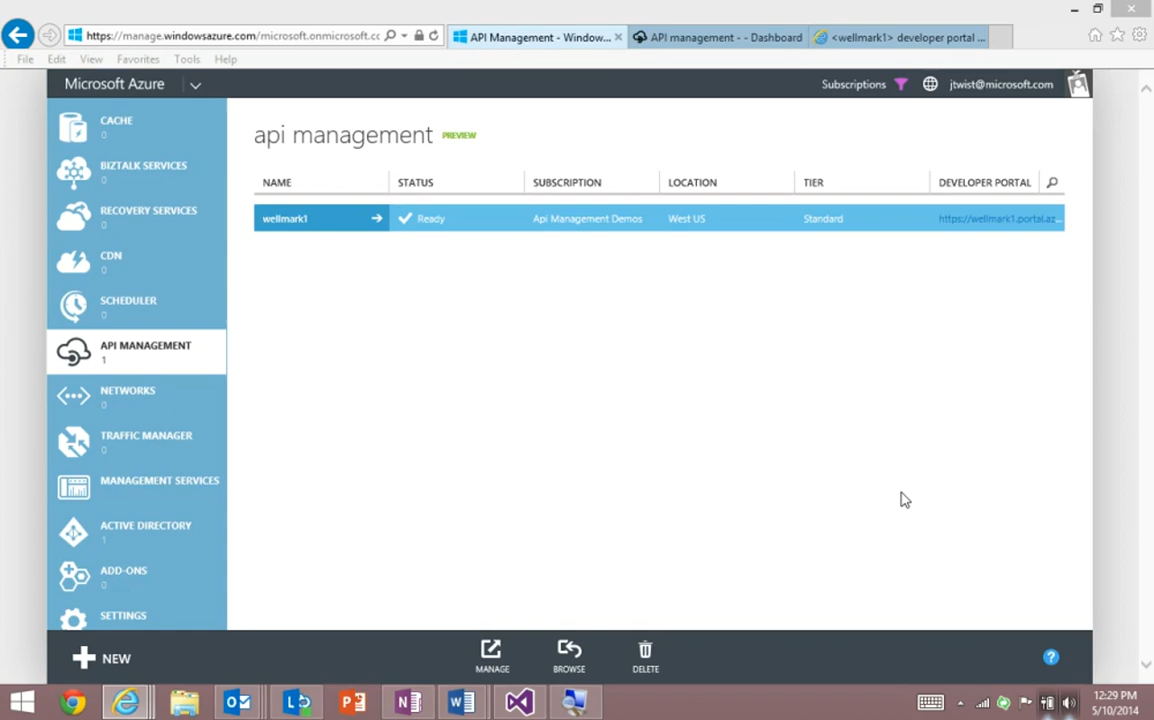 https://manage.windowsazure.com/microsoft.onmicrosoft.cc
API Management - Window...
API management - - Dashboard
<wellmark1> developer portal ...
File Edit View Favorites Tools Help
Microsoft Azure
Subscriptions
jtwist@microsoft.com
CACHE
0
BIZTALK SERVICES
0
RECOVERY SERVICES
0
CDN
0
SCHEDULER
0
API MANAGEMENT
1
NETWORKS
0
TRAFFIC MANAGER
0
MANAGEMENT SERVICES
ACTIVE DIRECTORY
1
ADD-ONS
0
SETTINGS
api management PREVIEW
NAME STATUS SUBSCRIPTION LOCATION TIER DEVELOPER PORTAL
wellmark1 Ready Api Management Demos West US Standard https://wellmark1.portal.az...
NEW
MANAGE
BROWSE
DELETE
?
12:29 PM
5/10/2014